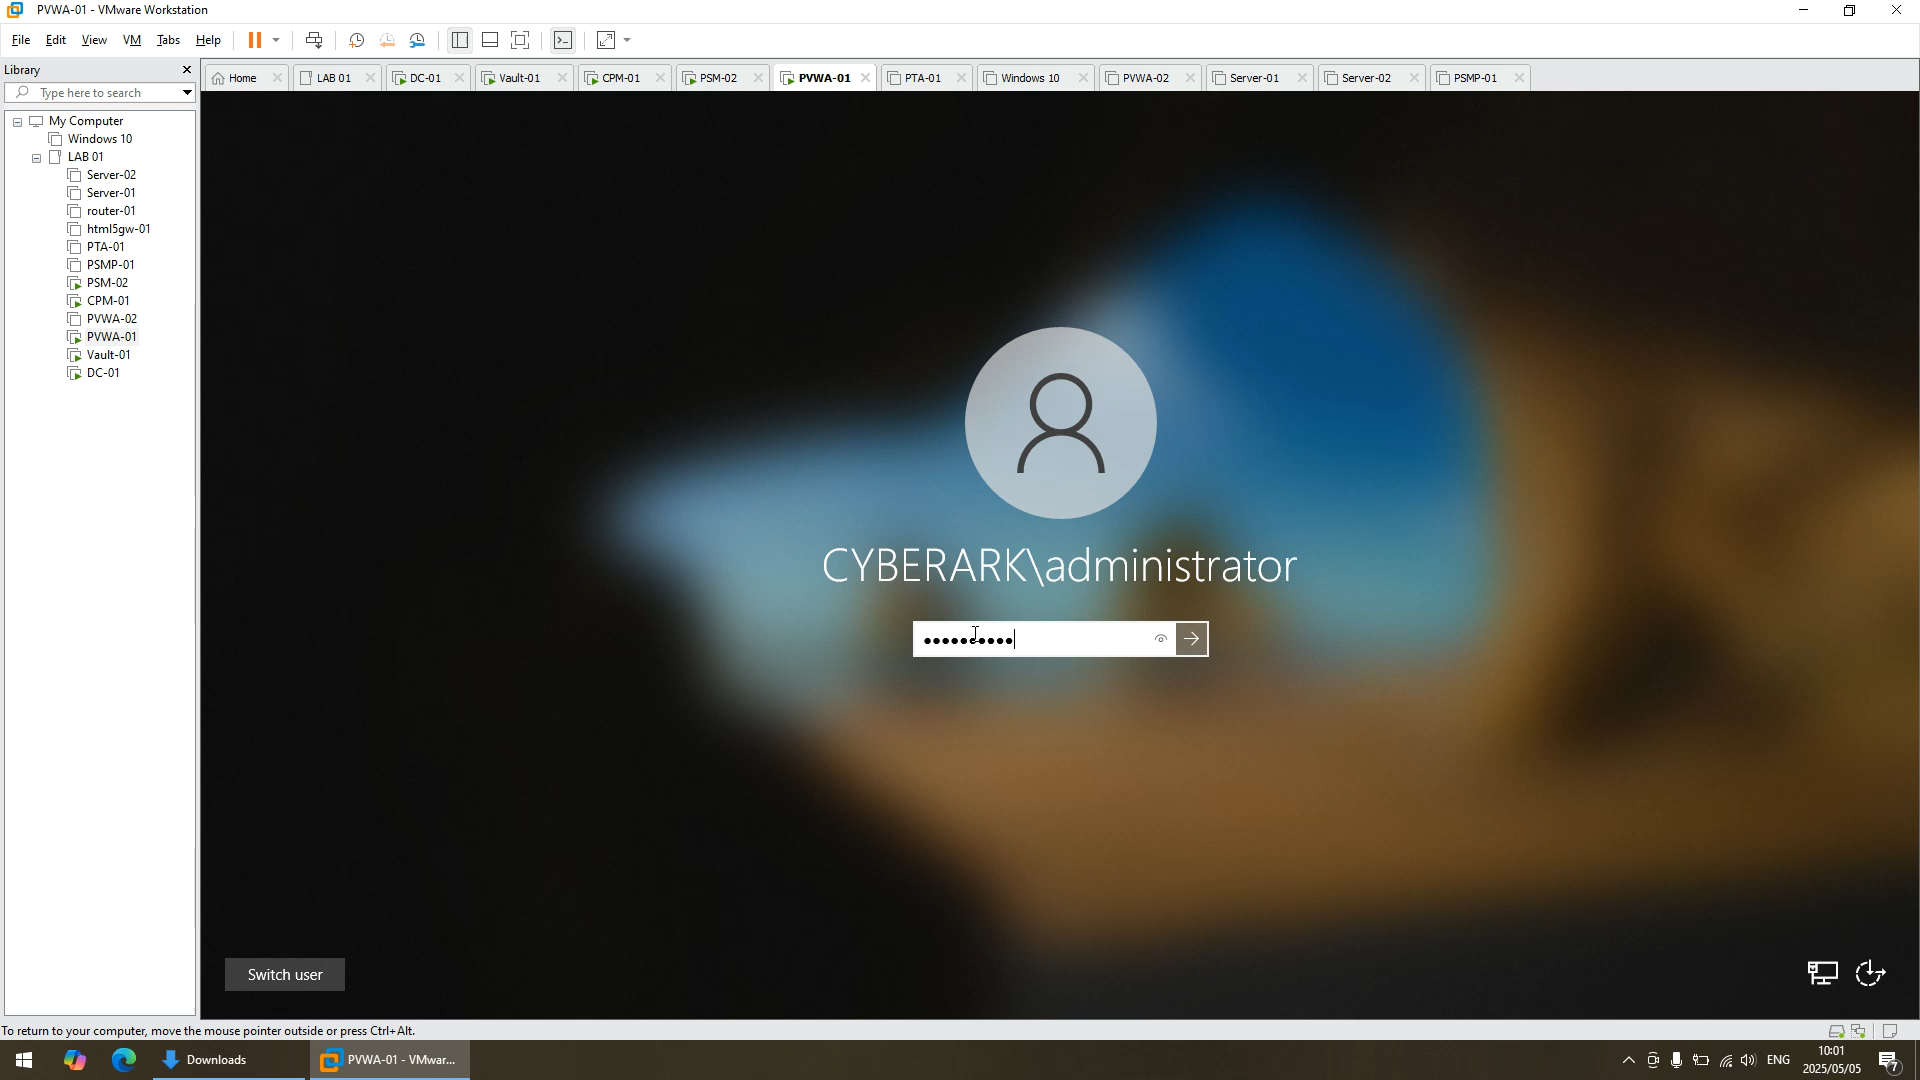 PVWA-01 - VMware Workstation
File Edit View VM Tabs Help
Library
Type here to search
Home LAB 01 DC-01 Vault-01 CPM-01 PSM-02 PVWA-01 PTA-01 Windows 10 PVWA-02 Server-01 Server-02 PSMP-01
My Computer
Windows 10
LAB 01
Server-02
Server-01
router-01
html5gw-01
PTA-01
PSMP-01
PSM-02
CPM-01
PVWA-02
PVWA-01
Vault-01
DC-01
CYBERARK\administrator
Switch user
To return to your computer, move the mouse pointer outside or press Ctrl+Alt.
Downloads PVWA-01 - VMwar... ENG 10:01
2025/05/05
7